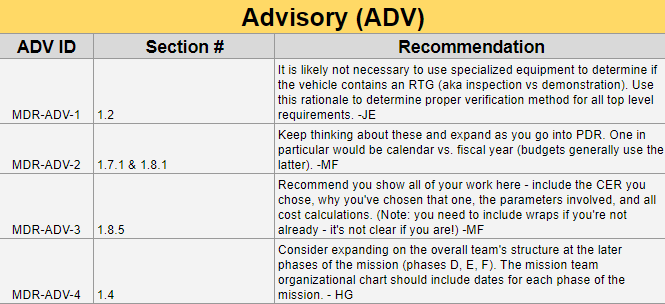 Advisory (ADV)
ADV ID Section # Recommendation
It is likely not necessary to use specialized equipment to determine if
the vehicle contains an RTG (aka inspection vs demonstration). Use
this rationale to determine proper verification method for all top level
MDR-ADV-1 1.2 requirements. -JE
Keep thinking about these and expand as you go into PDR. One in
particular would be calendar vs. fiscal year (budgets generally use the
MDR-ADV-2 1.7.1 & 1.8.1 latter). -MF
Recommend you show all of your work here - include the CER you
chose, why you've chosen that one, the parameters involved, and all
cost calculations. (Note: you need to include wraps if you're not
MDR-ADV-3 1.8.5 already - it's not clear if you are!) -MF
Consider expanding on the overall team's structure at the later
phases of the mission (phases D, E, F). The mission team
organizational chart should include dates for each phase of the
MDR-ADV-4 1.4 mission. - HG